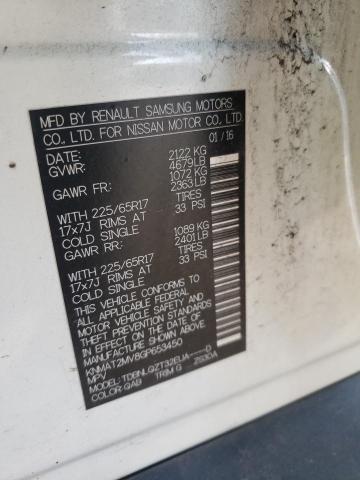 MFD BY RENAULT SAMSUNG MOTORS
CO., LTD. FOR NISSAN MOTOR CO., LTD.
DATE: 01/16
GVWR: 2122 KG
4679LB
GAWR FR: 1072 KG
2363LB
WITH 225/65R17 TIRES
17x7J RIMS AT 33 PSI
COLD SINGLE
GAWR RR: 1089 KG
2401LB
WITH 225/65R17 TIRES
17x7J RIMS AT 33 PSI
COLD SINGLE
THIS VEHICLE CONFORMS TO
ALL APPLICABLE FEDERAL
MOTOR VEHICLE SAFETY STANDARDS
IN EFFECT ON THE DATE OF
MANUFACTURE SHOWN ABOVE.
KNMAT2MV8GP653450
MPV
MODEL: TDBNLQZT32EUA-----D
COLOR: QAB TRIM G